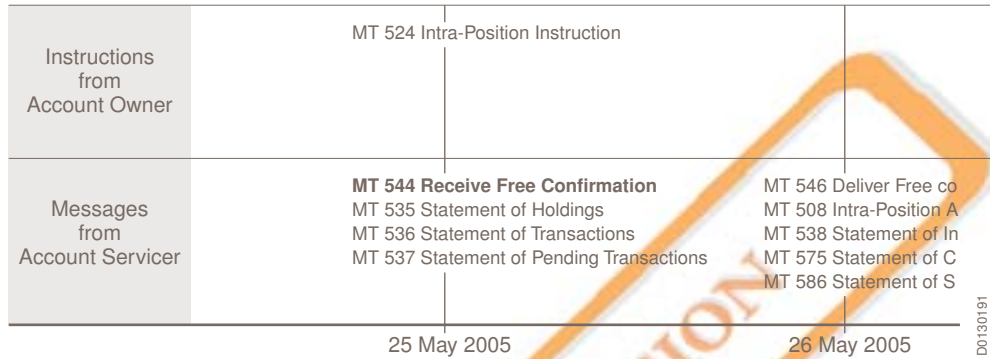 MT 524 Intra-Position Instruction
Instructions
from
Account Owner
MT 544 Receive Free Confirmation
MT 535 Statement of Holdings
MT 536 Statement of Transactions
MT 537 Statement of Pending Transactions
MT 546 Deliver Free co
MT 508 Intra-Position A
MT 538 Statement of In
MT 575 Statement of C
MT 586 Statement of S
Messages
from
Account Servicer
25 May 2005
26 May 2005
D0130191
ION